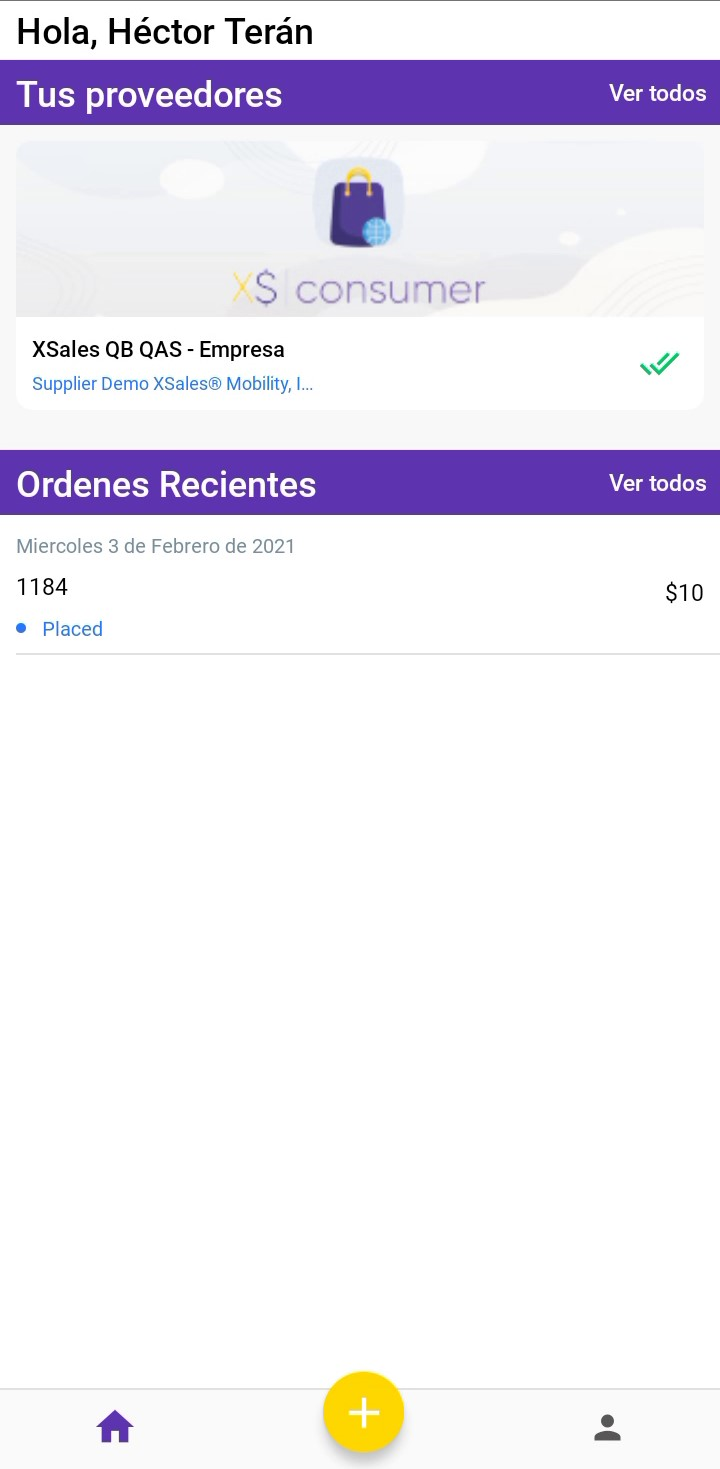 Hola, Héctor Terán
Tus proveedores
Ver todos
X$ consumer
XSales QB QAS - Empresa
Supplier Demo XSales® Mobility, I...
Ordenes Recientes
Ver todos
Miercoles 3 de Febrero de 2021
1184
$10
Placed